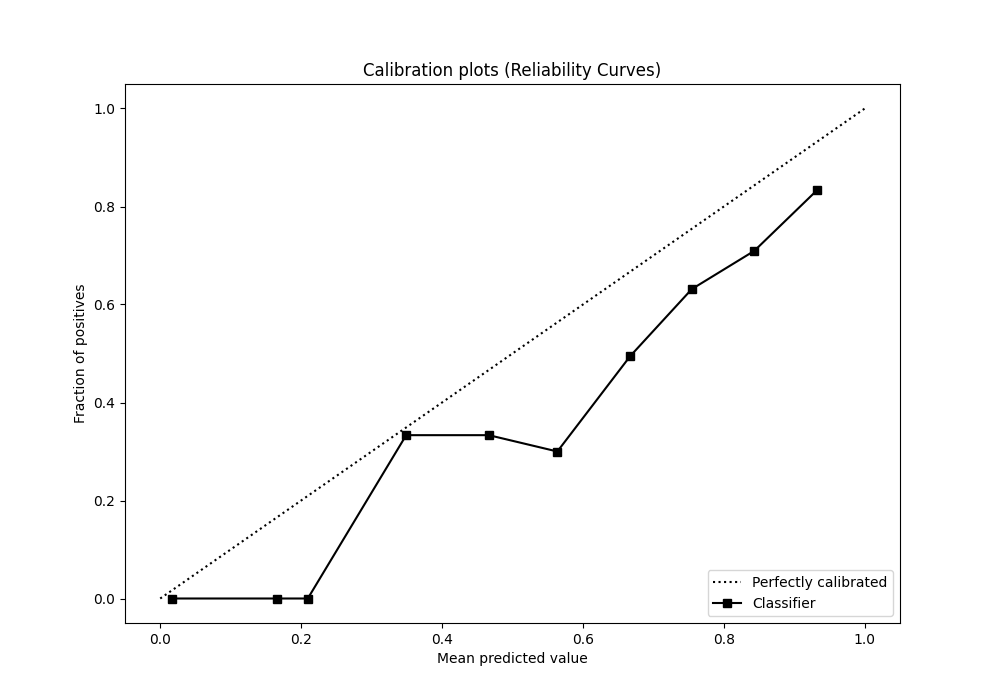 Calibration plots (Reliability Curves)
1.0
0.8
0.6
0.4
0.2
0.0
Fraction of positives
0.0 0.2 0.4 0.6 0.8 1.0
Mean predicted value
Perfectly calibrated
Classifier